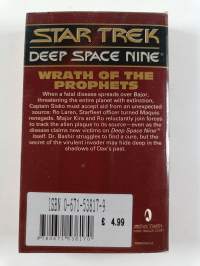 STAR TREK
DEEP SPACE NINE
WRATH OF THE
PROPHETS
When a fatal disease spreads over Bajor,
threatening the entire planet with extinction,
Captain Sisko must accept aid from an unexpected
source: Ro Laren, Starfleet officer turned Maquis
renegade. Major Kira and Ro reluctantly join forces
to track the alien plague to its source—even as the
disease claims new victims on Deep Space Nine
itself. Dr. Bashir struggles to find a cure, but the
secret of the virulent invader may hide deep in the
shadows of Dax's past.
ISBN 0-671-53817-9
£ 4.99
9 780671 538170